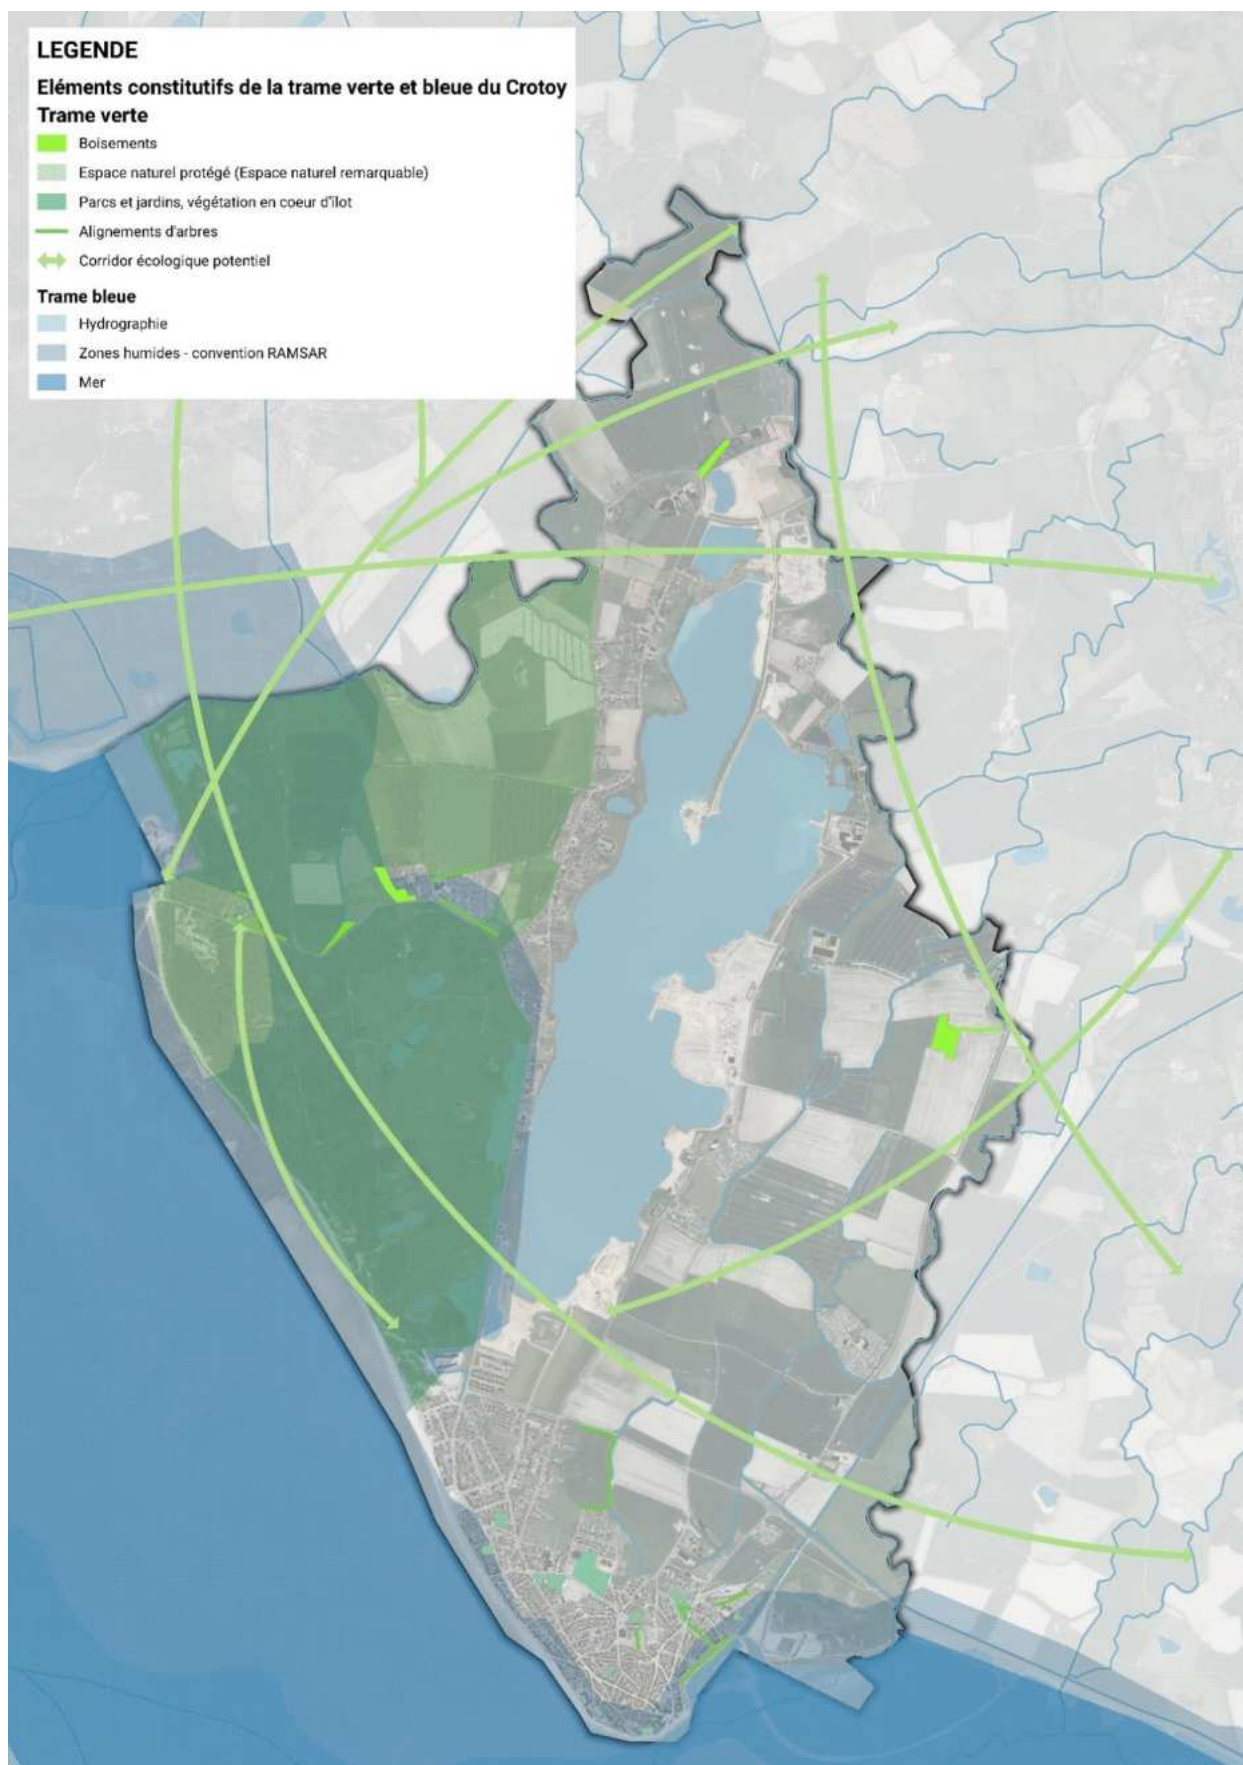 LEGENDE
Eléments constitutifs de la trame verte et bleue du Crotoy
Trame verte
Boisements
Espace naturel protégé (Espace naturel remarquable)
Parcs et jardins, végétation en coeur d'îlot
Alignements d'arbres
Corridor écologique potentiel
Trame bleue
Hydrographie
Zones humides - convention RAMSAR
Mer